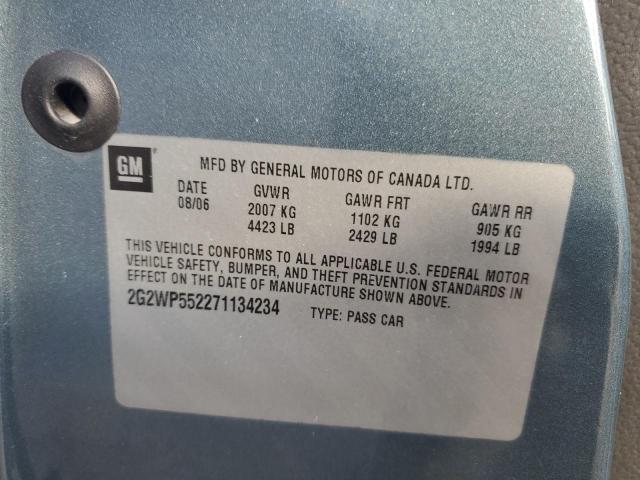 GM
MFD BY GENERAL MOTORS OF CANADA LTD.
DATE GVWR GAWR FRT GAWR RR
08/06 2007 KG 1102 KG 905 KG
4423 LB 2429 LB 1994 LB
THIS VEHICLE CONFORMS TO ALL APPLICABLE U.S. FEDERAL MOTOR
VEHICLE SAFETY, BUMPER, AND THEFT PREVENTION STANDARDS IN
EFFECT ON THE DATE OF MANUFACTURE SHOWN ABOVE.
2G2WP552271134234 TYPE: PASS CAR